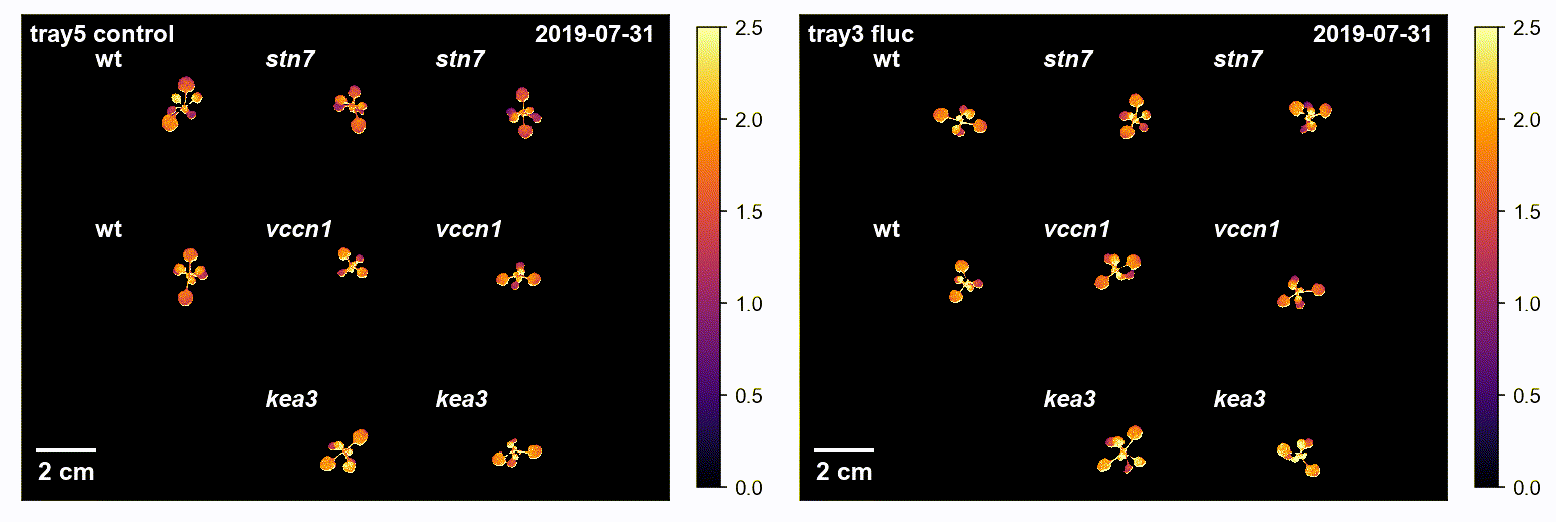 tray5 control 2019-07-31
wt stn7 stn7
wt vccn1 vccn1
kea3 kea3
2 cm
2.5
2.0
1.5
1.0
0.5
0.0
tray3 fluc 2019-07-31
wt stn7 stn7
wt vccn1 vccn1
kea3 kea3
2 cm
2.5
2.0
1.5
1.0
0.5
0.0